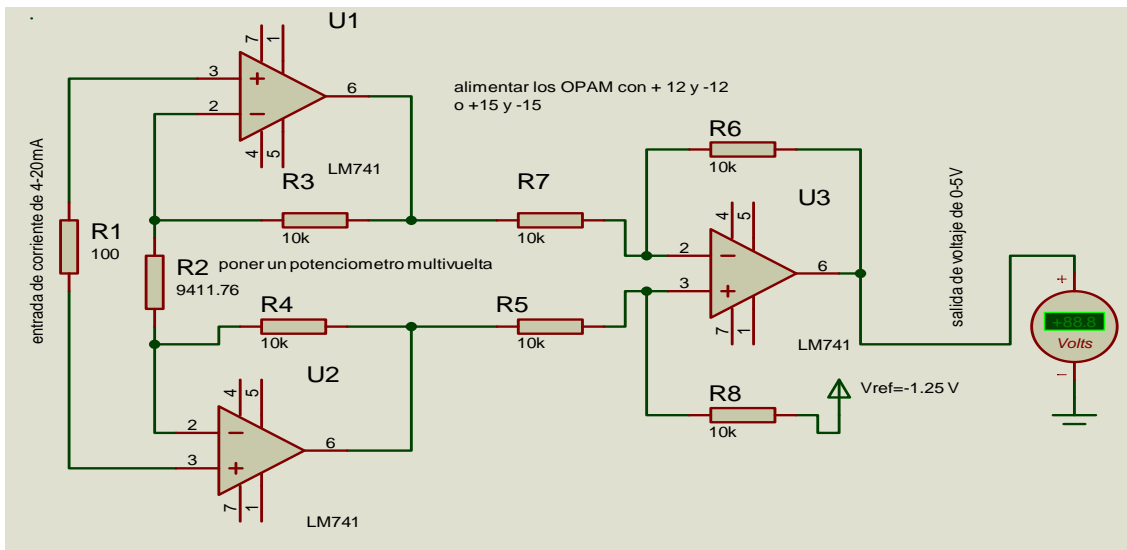 U1
7
1
3
2
6
4
5
LM741
alimentar los OPAM con + 12 y -12
o +15 y -15
entrada de corriente de 4-20mA
R1
100
R3
10k
R2
9411.76
poner un potenciometro multivuelta
R4
10k
U2
4
5
2
3
6
7
1
LM741
R7
10k
R5
10k
R6
10k
U3
4
5
2
3
6
7
1
LM741
R8
10k
Vref=-1.25 V
salida de voltaje de 0-5V
+
+88.8
Volts